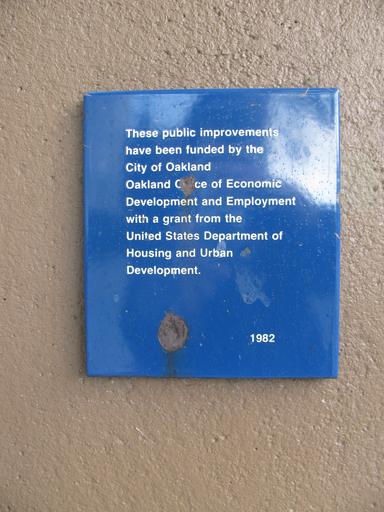 These public improvements
have been funded by the
City of Oakland
Oakland Office of Economic
Development and Employment
with a grant from the
United States Department of
Housing and Urban
Development.
1982